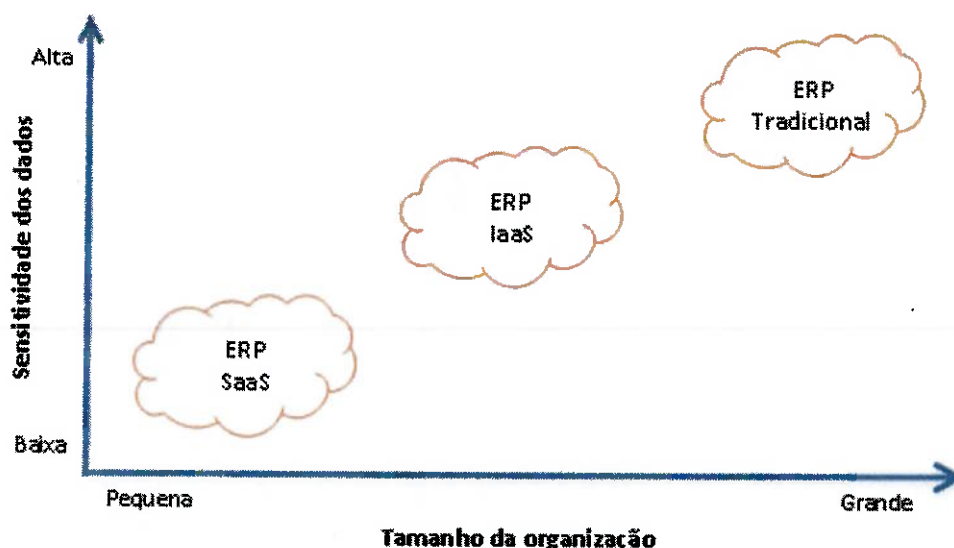 Alta
ERP
Tradicional
ERP
IaaS
Sensitividade dos dados
ERP
SaaS
Baixa
Pequena
Grande
Tamanho da organização